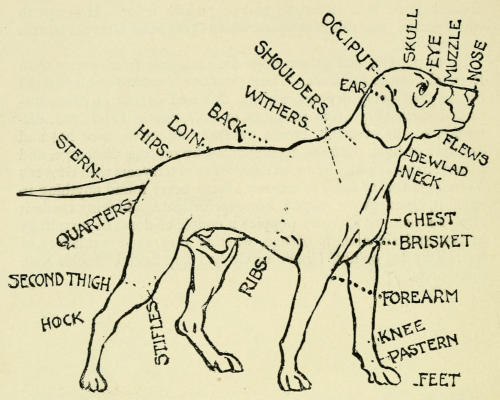 OCCIPUT
SKULL
EYE
MUZZLE
NOSE
SHOULDERS
EAR
WITHERS
BACK
LOIN
HIPS
STERN
FLEWS
DEWLAD
NECK
QUARTERS
CHEST
BRISKET
RIBS
SECOND THIGH
FOREARM
HOCK
STIFLES
KNEE
PASTERN
FEET